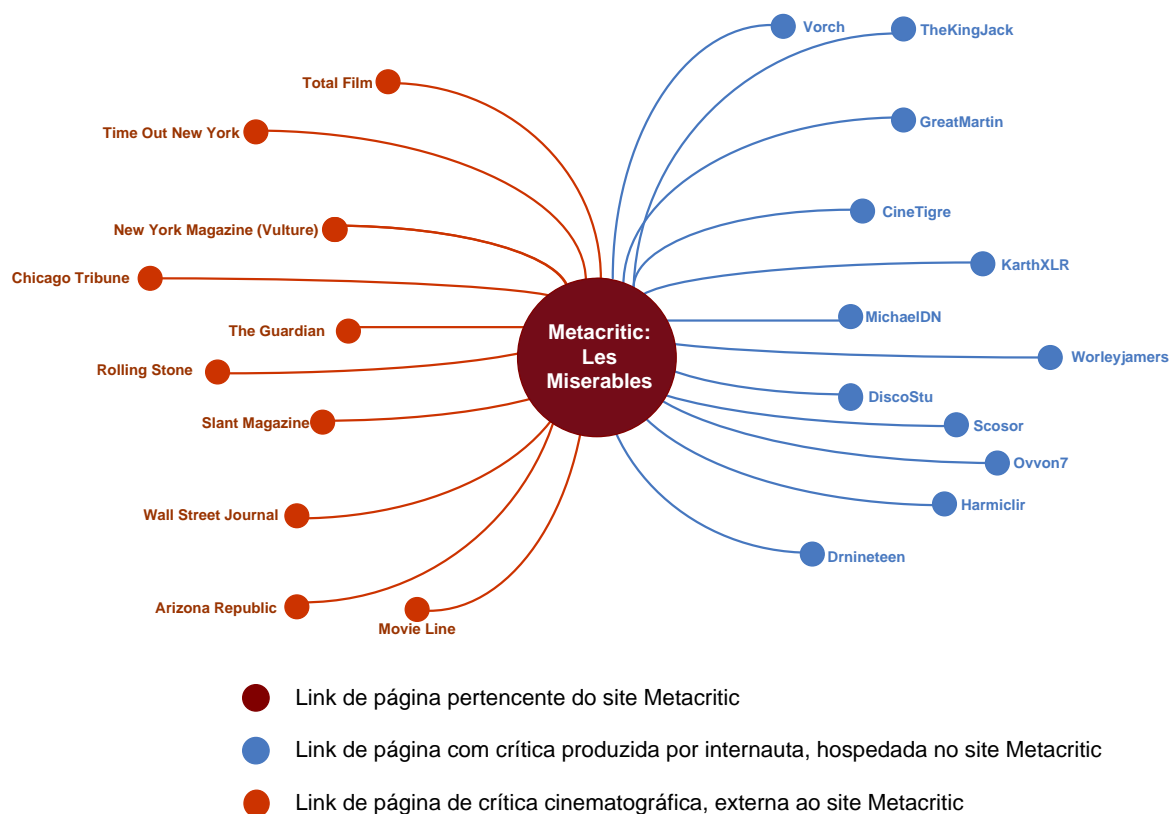 Vorch
TheKingJack
Total Film
Time Out New York
GreatMartin
CineTigre
New York Magazine (Vulture)
KarthXLR
Chicago Tribune
MichaelDN
The Guardian
Metacritic:
Les
Miserables
Worleyjamers
Rolling Stone
DiscoStu
Slant Magazine
Scosor
Ovvon7
Harmiclir
Wall Street Journal
Drnineteen
Arizona Republic
Movie Line
Link de página pertencente do site Metacritic
Link de página com crítica produzida por internauta, hospedada no site Metacritic
Link de página de crítica cinematográfica, externa ao site Metacritic